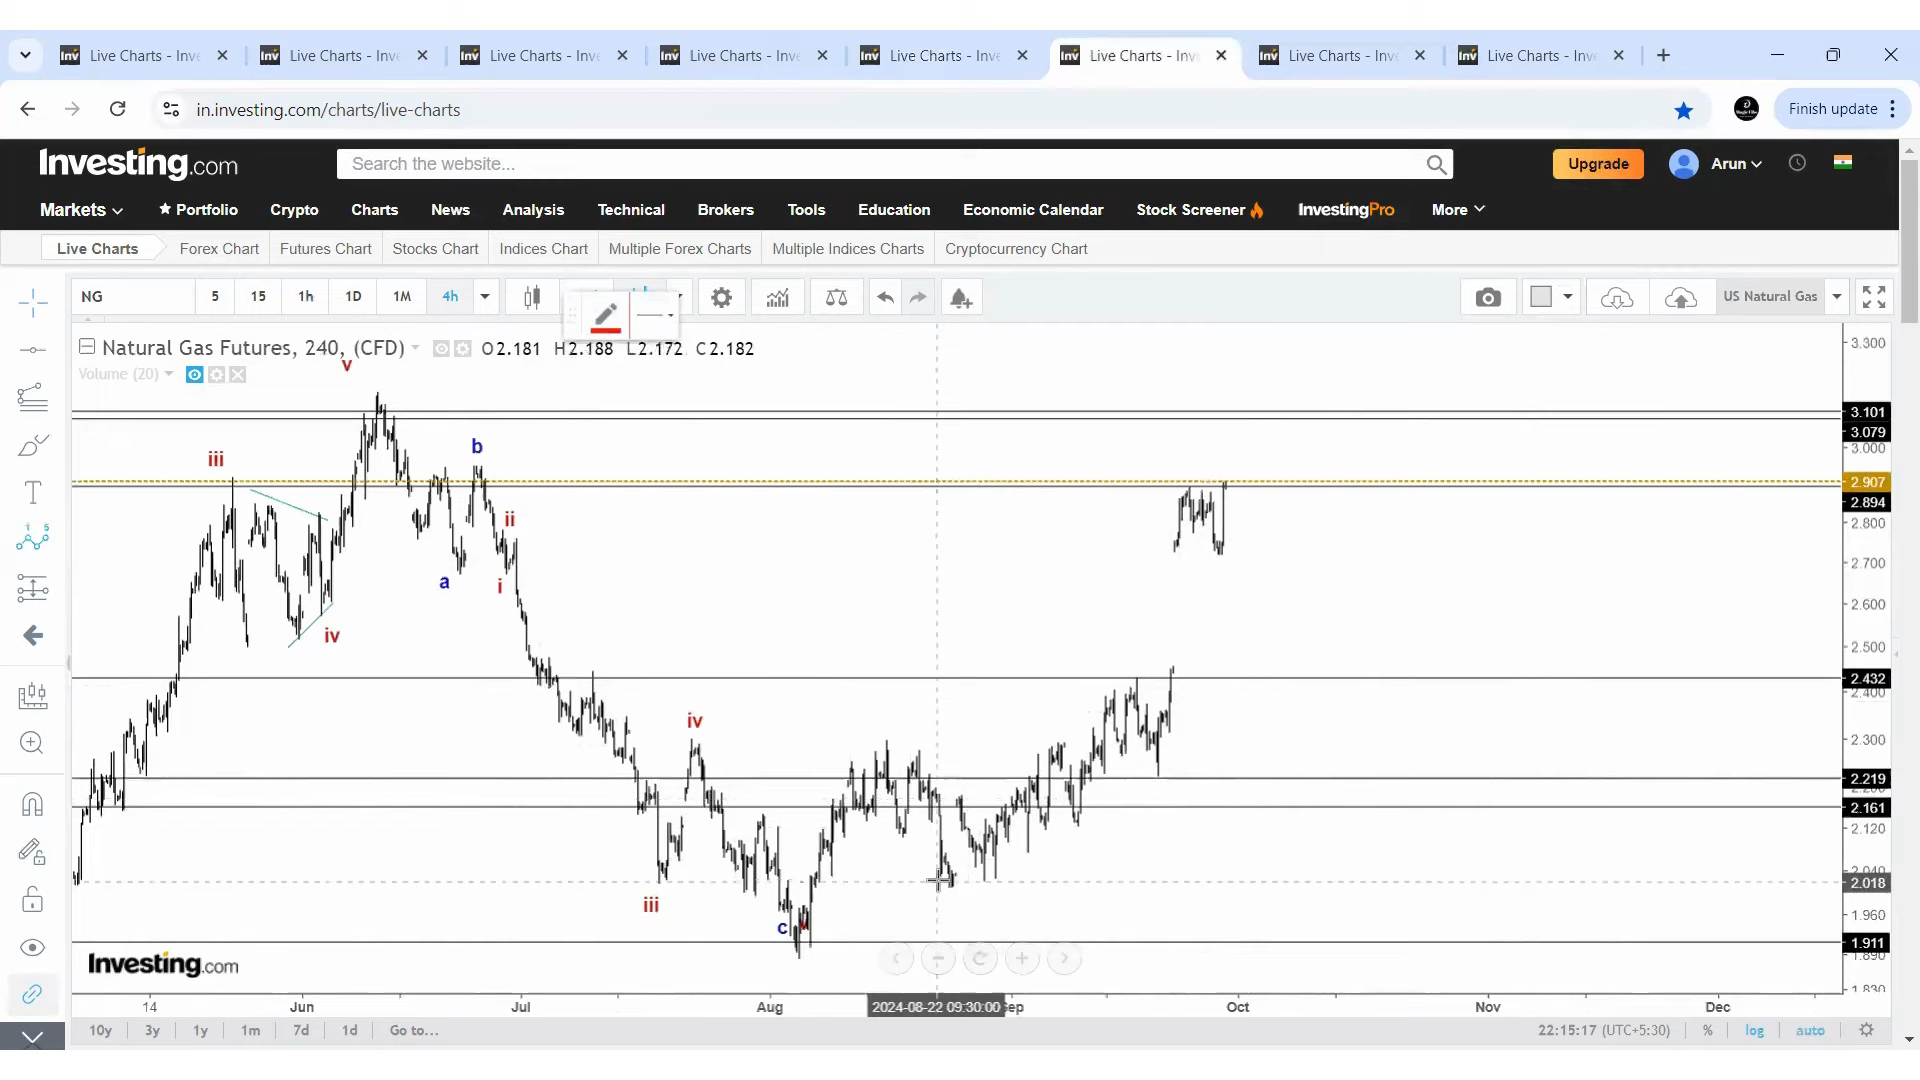 Live Charts - Inve
Live Charts - Inve
Live Charts - Inve
Live Charts - Inve
Live Charts - Inve
Live Charts - Inve
Live Charts - Inve
Live Charts - Inve
in.investing.com/charts/live-charts
Finish update
Investing.com
Search the website...
Upgrade
Arun
Markets
Portfolio
Crypto
Charts
News
Analysis
Technical
Brokers
Tools
Education
Economic Calendar
Stock Screener
InvestingPro
More
Live Charts
Forex Chart
Futures Chart
Stocks Chart
Indices Chart
Multiple Forex Charts
Multiple Indices Charts
Cryptocurrency Chart
NG
5
15
1h
1D
1M
4h
US Natural Gas
Natural Gas Futures, 240, (CFD)
O2.181 H2.188 L2.172 C2.182
Volume (20)
v
iii
b
ii
a
i
iv
iv
iii
c
v
3.300
3.101
3.079
3.000
2.907
2.894
2.800
2.700
2.600
2.500
2.432
2.400
2.300
2.219
2.161
2.120
2.040
2.018
1.960
1.911
1.890
1.830
Investing.com
14
Jun
Jul
Aug
2024-08-22 09:30:00
Sep
Oct
Nov
Dec
10y
3y
1y
1m
7d
1d
Go to...
22:15:17 (UTC+5:30)
%
log
auto